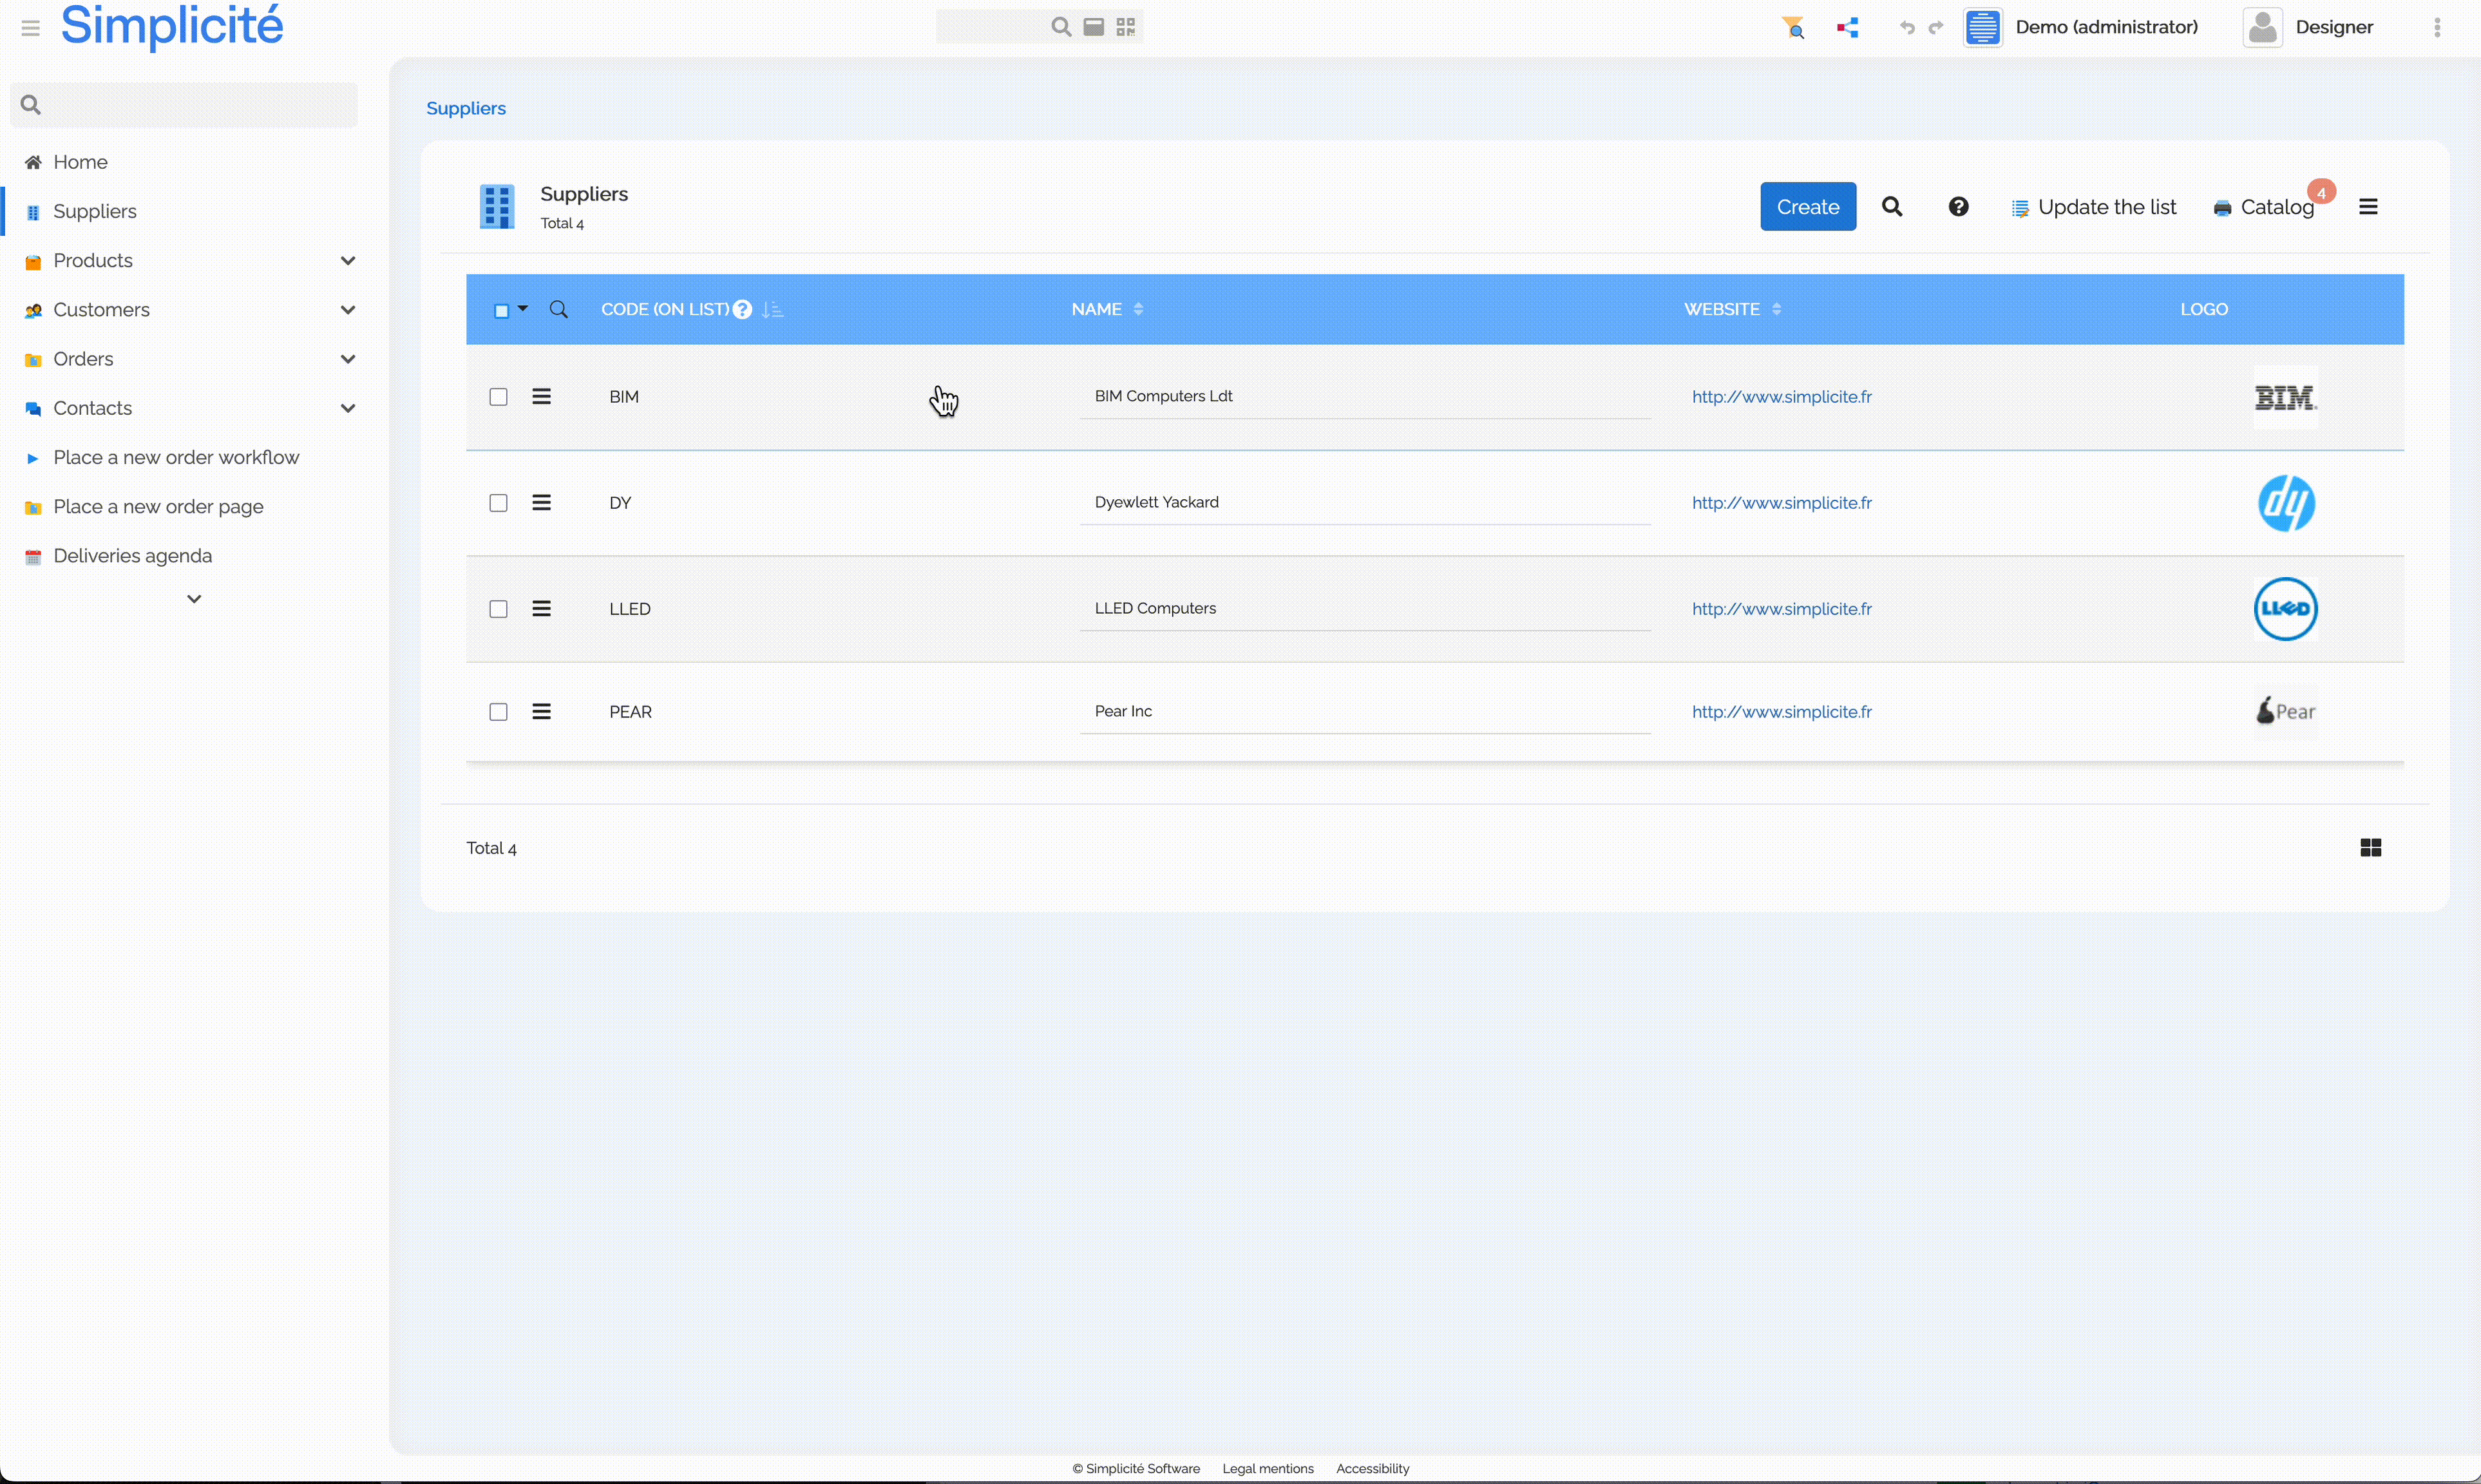 Simplicité
Demo (administrator)
Designer
Home
Suppliers
Products
Customers
Orders
Contacts
Place a new order workflow
Place a new order page
Deliveries agenda
Suppliers
Suppliers
Total 4
Create
Update the list
Catalog
4
CODE (ON LIST) ?
NAME
WEBSITE
LOGO
BIM
BIM Computers Ldt
http://www.simplicite.fr
BIM.
DY
Dyewlett Yackard
http://www.simplicite.fr
dy
LLED
LLED Computers
http://www.simplicite.fr
LLED
PEAR
Pear Inc
http://www.simplicite.fr
Pear
Total 4
© Simplicité Software
Legal mentions
Accessibility